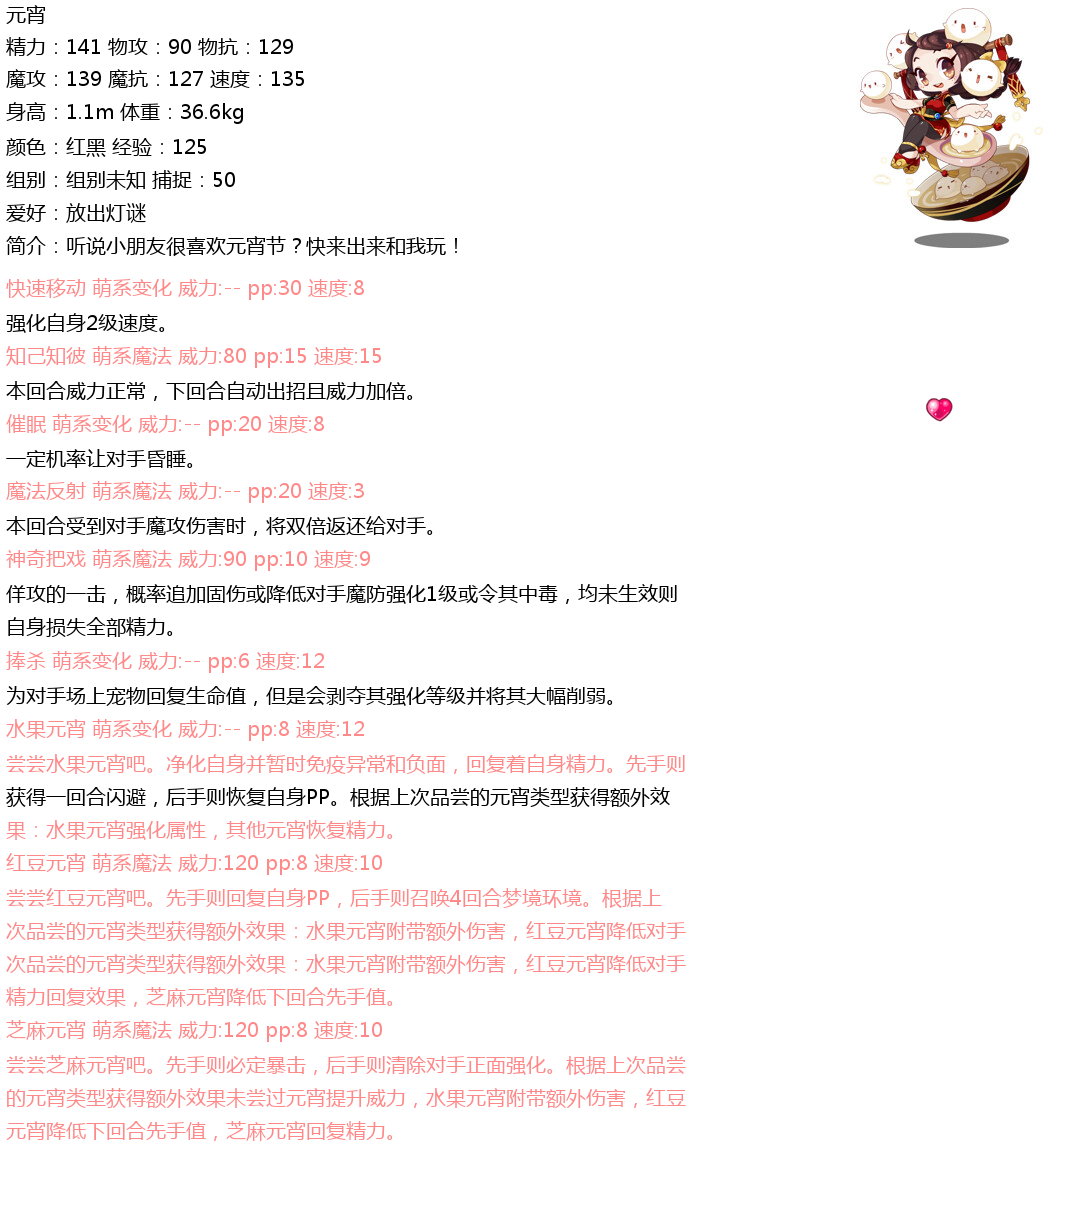 元宵
精力：141 物攻：90 物抗：129
魔攻：139 魔抗：127 速度：135
身高：1.1m 体重：36.6kg
颜色：红黑 经验：125
组别：组别未知 捕捉：50
爱好：放出灯谜
简介：听说小朋友很喜欢元宵节？快来出来和我玩！
快速移动 萌系变化 威力:-- pp:30 速度:8
强化自身2级速度。
知己知彼 萌系魔法 威力:80 pp:15 速度:15
本回合威力正常，下回合自动出招且威力加倍。
催眠 萌系变化 威力:-- pp:20 速度:8
一定机率让对手昏睡。
魔法反射 萌系魔法 威力:-- pp:20 速度:3
本回合受到对手魔攻伤害时，将双倍返还给对手。
神奇把戏 萌系魔法 威力:90 pp:10 速度:9
佯攻的一击，概率追加固伤或降低对手魔防强化1级或令其中毒，均未生效则
自身损失全部精力。
捧杀 萌系变化 威力:-- pp:6 速度:12
为对手场上宠物回复生命值，但是会剥夺其强化等级并将其大幅削弱。
水果元宵 萌系变化 威力:-- pp:8 速度:12
尝尝水果元宵吧。净化自身并暂时免疫异常和负面，回复着自身精力。先手则
获得一回合闪避，后手则恢复自身PP。根据上次品尝的元宵类型获得额外效
果：水果元宵强化属性，其他元宵恢复精力。
红豆元宵 萌系魔法 威力:120 pp:8 速度:10
尝尝红豆元宵吧。先手则回复自身PP，后手则召唤4回合梦境环境。根据上
次品尝的元宵类型获得额外效果：水果元宵附带额外伤害，红豆元宵降低对手
次品尝的元宵类型获得额外效果：水果元宵附带额外伤害，红豆元宵降低对手
精力回复效果，芝麻元宵降低下回合先手值。
芝麻元宵 萌系魔法 威力:120 pp:8 速度:10
尝尝芝麻元宵吧。先手则必定暴击，后手则清除对手正面强化。根据上次品尝
的元宵类型获得额外效果未尝过元宵提升威力，水果元宵附带额外伤害，红豆
元宵降低下回合先手值，芝麻元宵回复精力。